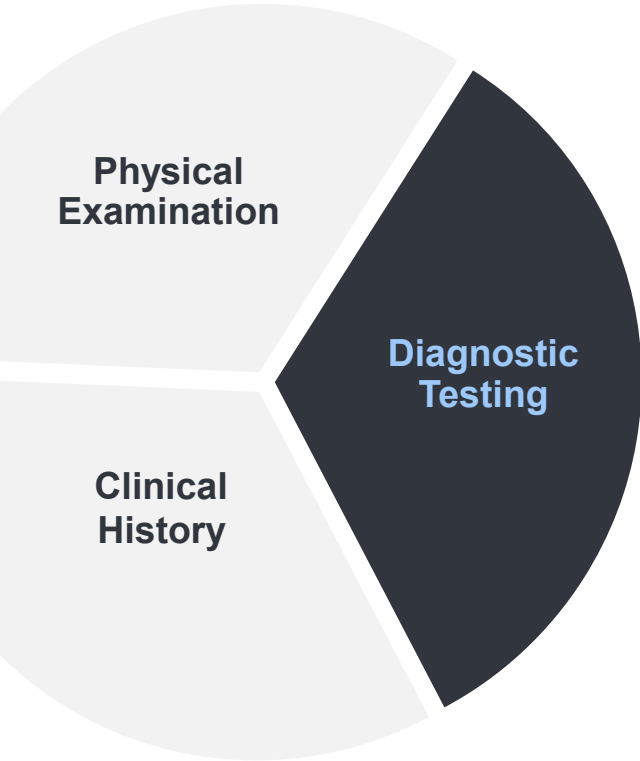 Physical
Examination
Diagnostic
Testing
Clinical
History